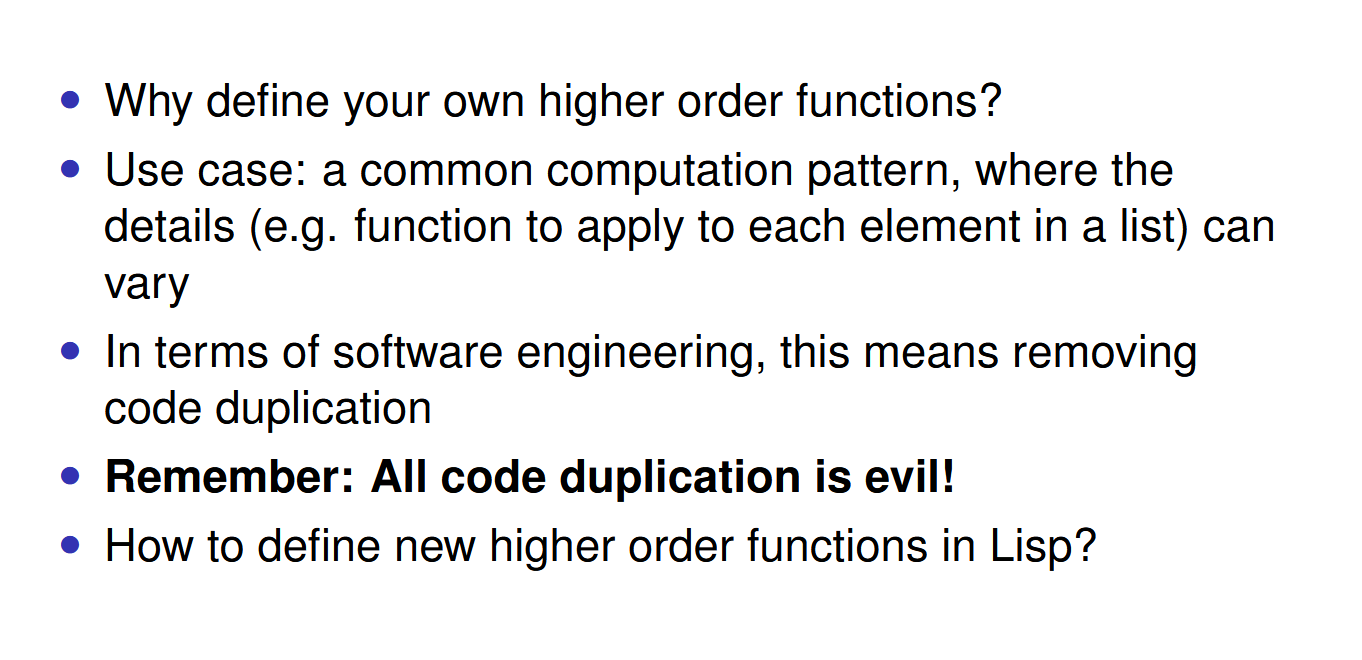 • Why define your own higher order functions?
• Use case: a common computation pattern, where the
details (e.g. function to apply to each element in a list) can
vary
• In terms of software engineering, this means removing
code duplication
• Remember: All code duplication is evil!
• How to define new higher order functions in Lisp?